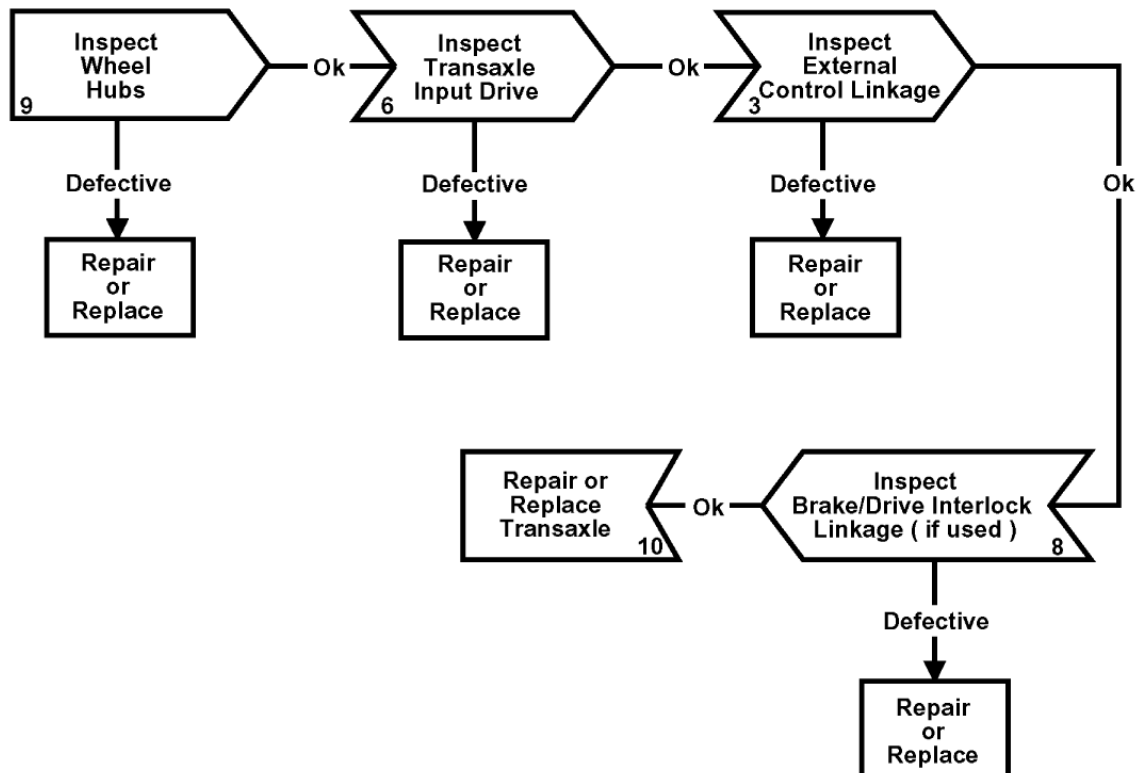 Inspect
Wheel
Hubs
9
Ok
Inspect
Transaxle
Input Drive
6
Ok
Inspect
External
Control Linkage
3
Defective
Defective
Defective
Ok
Repair
or
Replace
Repair
or
Replace
Repair
or
Replace
Repair or
Replace
Transaxle
10
Ok
Inspect
Brake/Drive Interlock
Linkage ( if used )
8
Defective
Repair
or
Replace